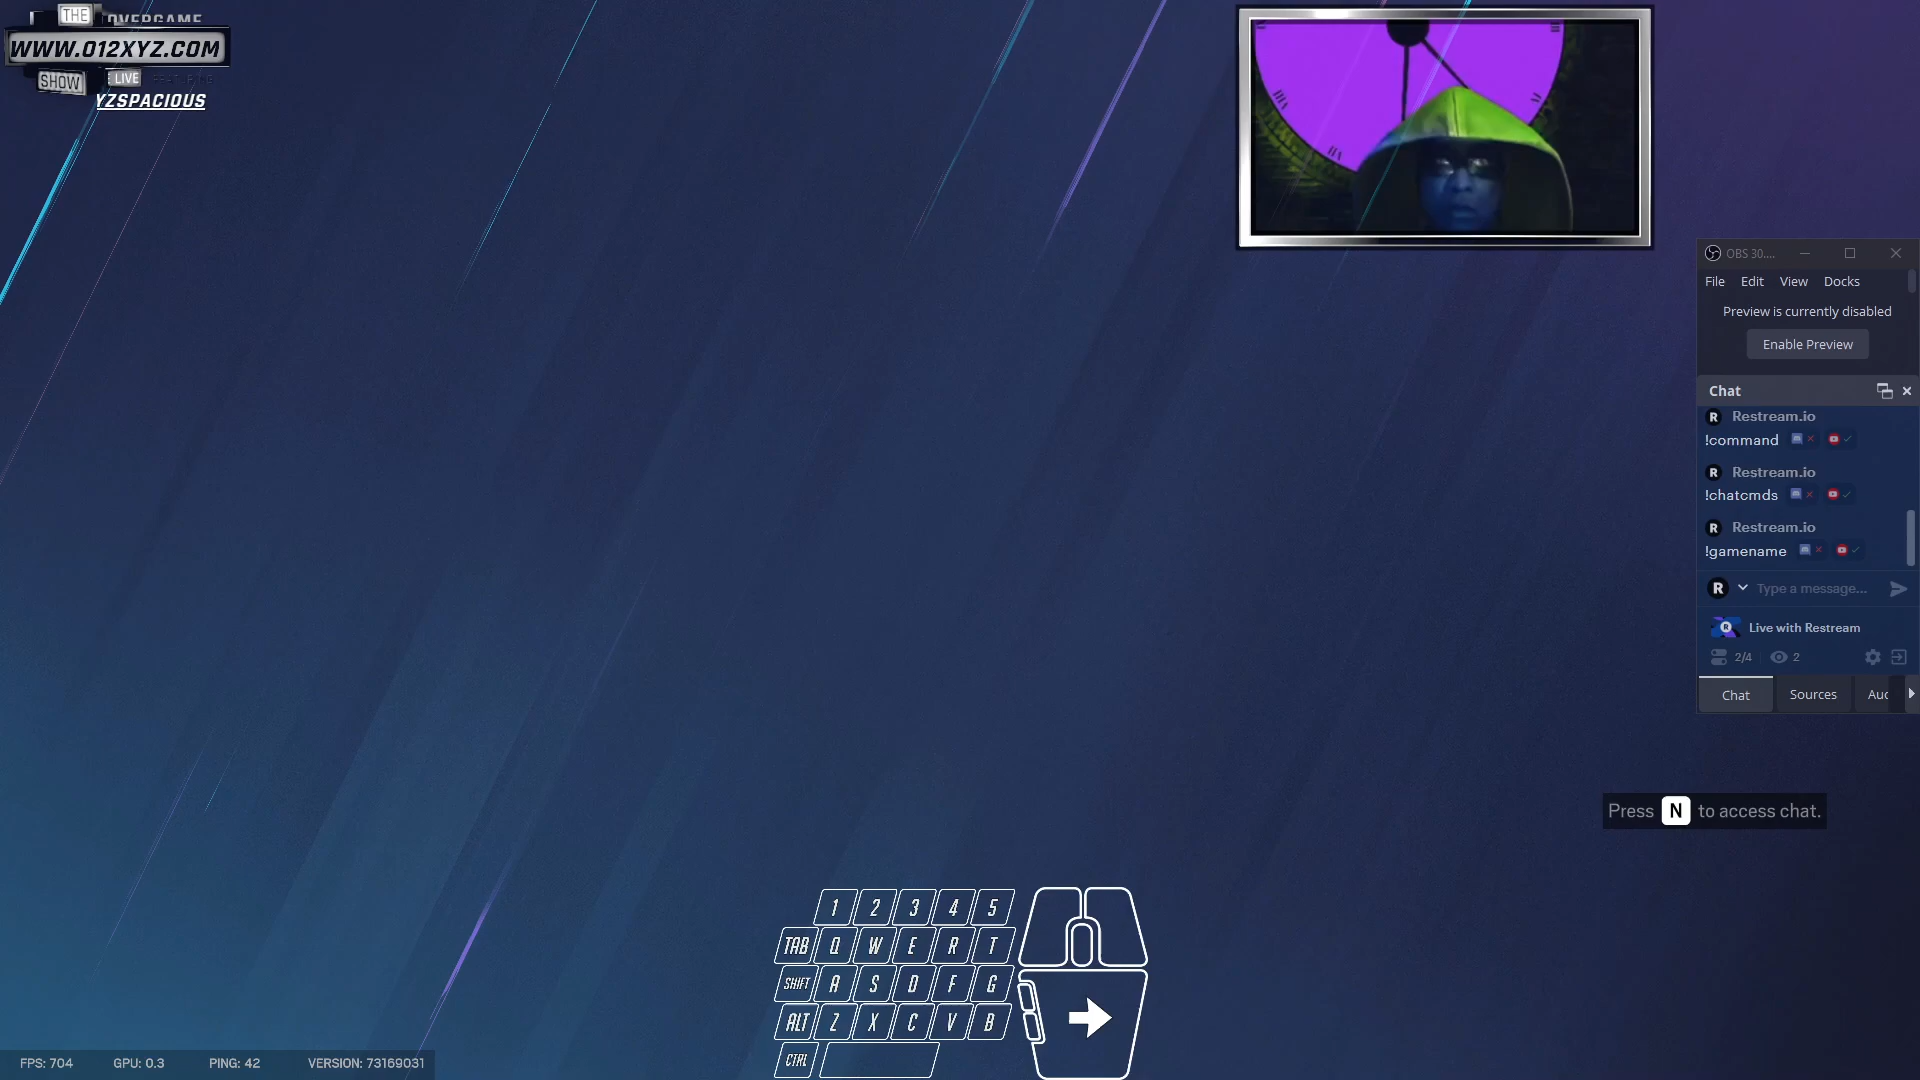 THE OVERGAME
WWW.012XYZ.COM
SHOW
LIVE FEATURING
YZSPACIOUS
OBS 30....
File Edit View Docks
Preview is currently disabled
Enable Preview
Chat
R Restream.io
!command
R Restream.io
!chatcmds
R Restream.io
!gamename
R Type a message...
R Live with Restream
2/4 2
Chat Sources Aud
Press N to access chat.
1 2 3 4 5
TAB Q W E R T
SHIFT A S D F G
ALT Z X C V B
CTRL
FPS: 704 GPU: 0.3 PING: 42 VERSION: 73169031